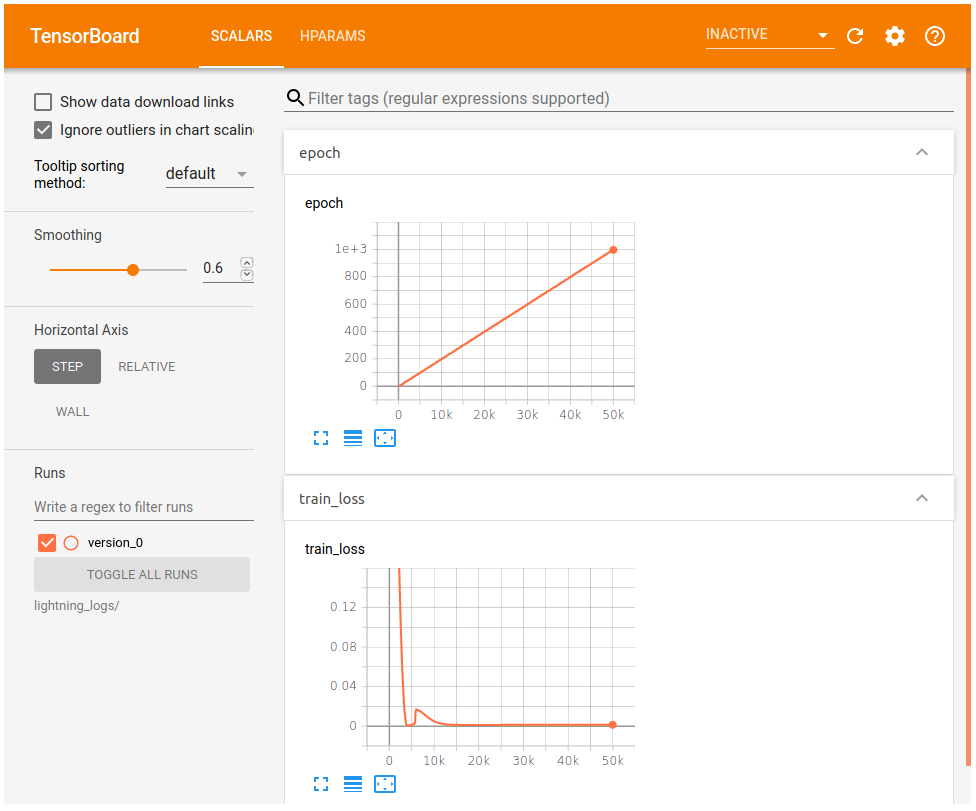 TensorBoard
SCALARS
HPARAMS
INACTIVE
Show data download links
Ignore outliers in chart scalin
Tooltip sorting
method:
default
Smoothing
0.6
Horizontal Axis
STEP
RELATIVE
WALL
Runs
Write a regex to filter runs
version_0
TOGGLE ALL RUNS
lightning_logs/
Filter tags (regular expressions supported)
epoch
epoch
1e+3
800
600
400
200
0
0 10k 20k 30k 40k 50k
train_loss
train_loss
0.12
0.08
0.04
0
0 10k 20k 30k 40k 50k